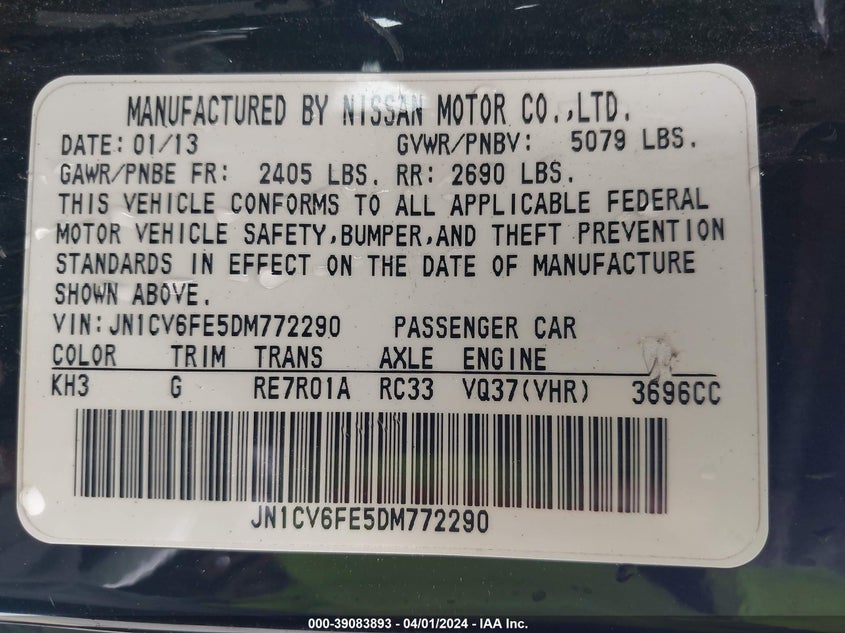 MANUFACTURED BY NISSAN MOTOR CO.,LTD.
DATE: 01/13 GVWR/PNBV: 5079 LBS.
GAWR/PNBE FR: 2405 LBS. RR: 2690 LBS.
THIS VEHICLE CONFORMS TO ALL APPLICABLE FEDERAL
MOTOR VEHICLE SAFETY,BUMPER,AND THEFT PREVENTION
STANDARDS IN EFFECT ON THE DATE OF MANUFACTURE
SHOWN ABOVE.
VIN: JN1CV6FE5DM772290 PASSENGER CAR
COLOR TRIM TRANS AXLE ENGINE
KH3 G RE7R01A RC33 VQ37(VHR) 3696CC
JN1CV6FE5DM772290
000-39083893 - 04/01/2024 - IAA Inc.